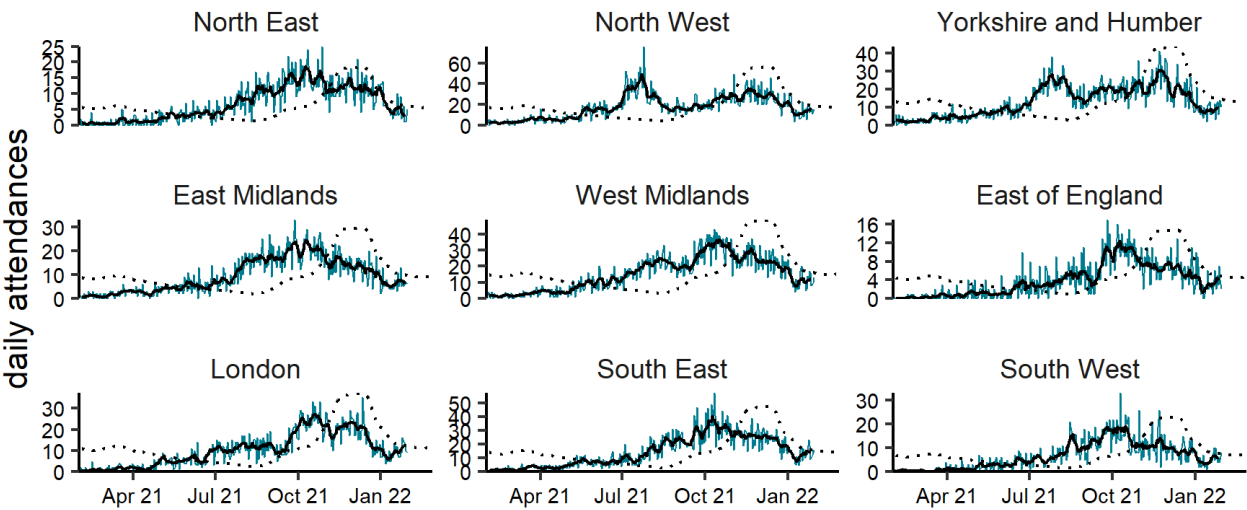 North East North West Yorkshire and Humber
25 20 15 10 5 0
60 40 20 0
40 30 20 10 0
daily attendances
East Midlands West Midlands East of England
30 20 10 0
40 30 20 10 0
16 12 8 4 0
London South East South West
30 20 10 0
50 40 30 20 10 0
30 20 10 0
Apr 21 Jul 21 Oct 21 Jan 22 Apr 21 Jul 21 Oct 21 Jan 22 Apr 21 Jul 21 Oct 21 Jan 22